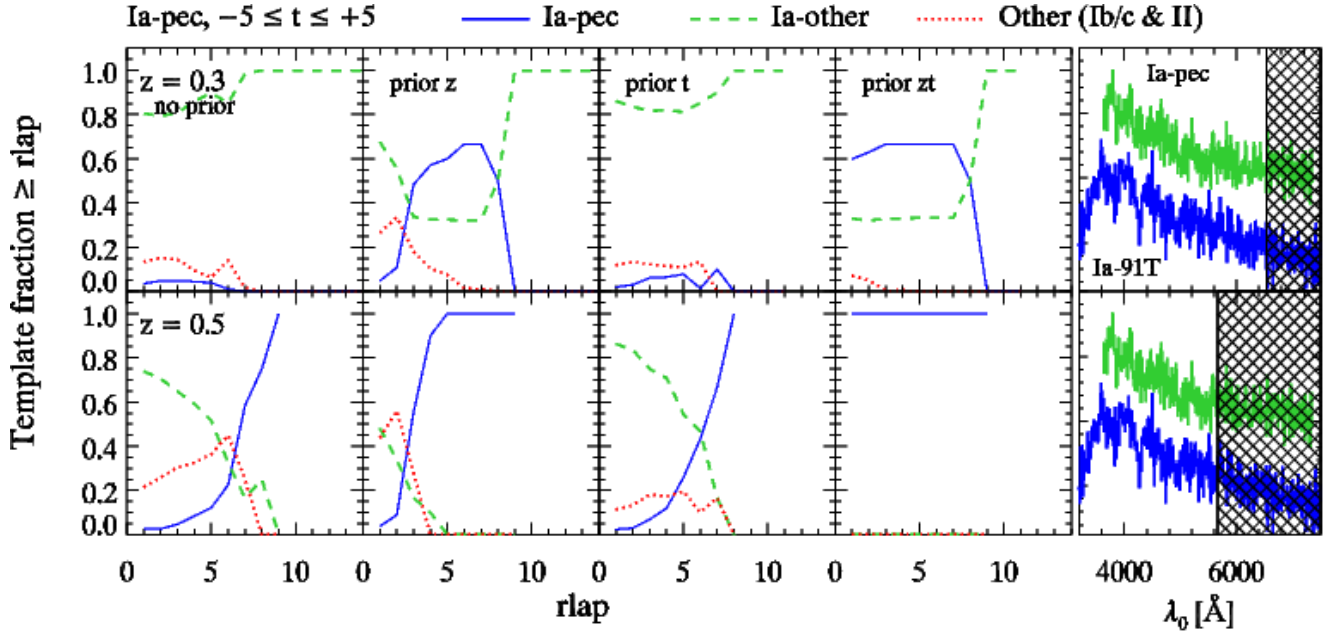 Ia-pec, −5 ≤ t ≤ +5 Ia-pec Ia-other Other (Ib/c & II)
Template fraction ≥ rlap
1.0
0.8
0.6
0.4
0.2
0.0
z = 0.3
no prior
prior z
prior t
prior zt
Ia-pec
Ia-91T
1.0
0.8
0.6
0.4
0.2
0.0
z = 0.5
0 5 10 0 5 10 0 5 10 0 5 10 4000 6000
rlap
λ₀ [Å]